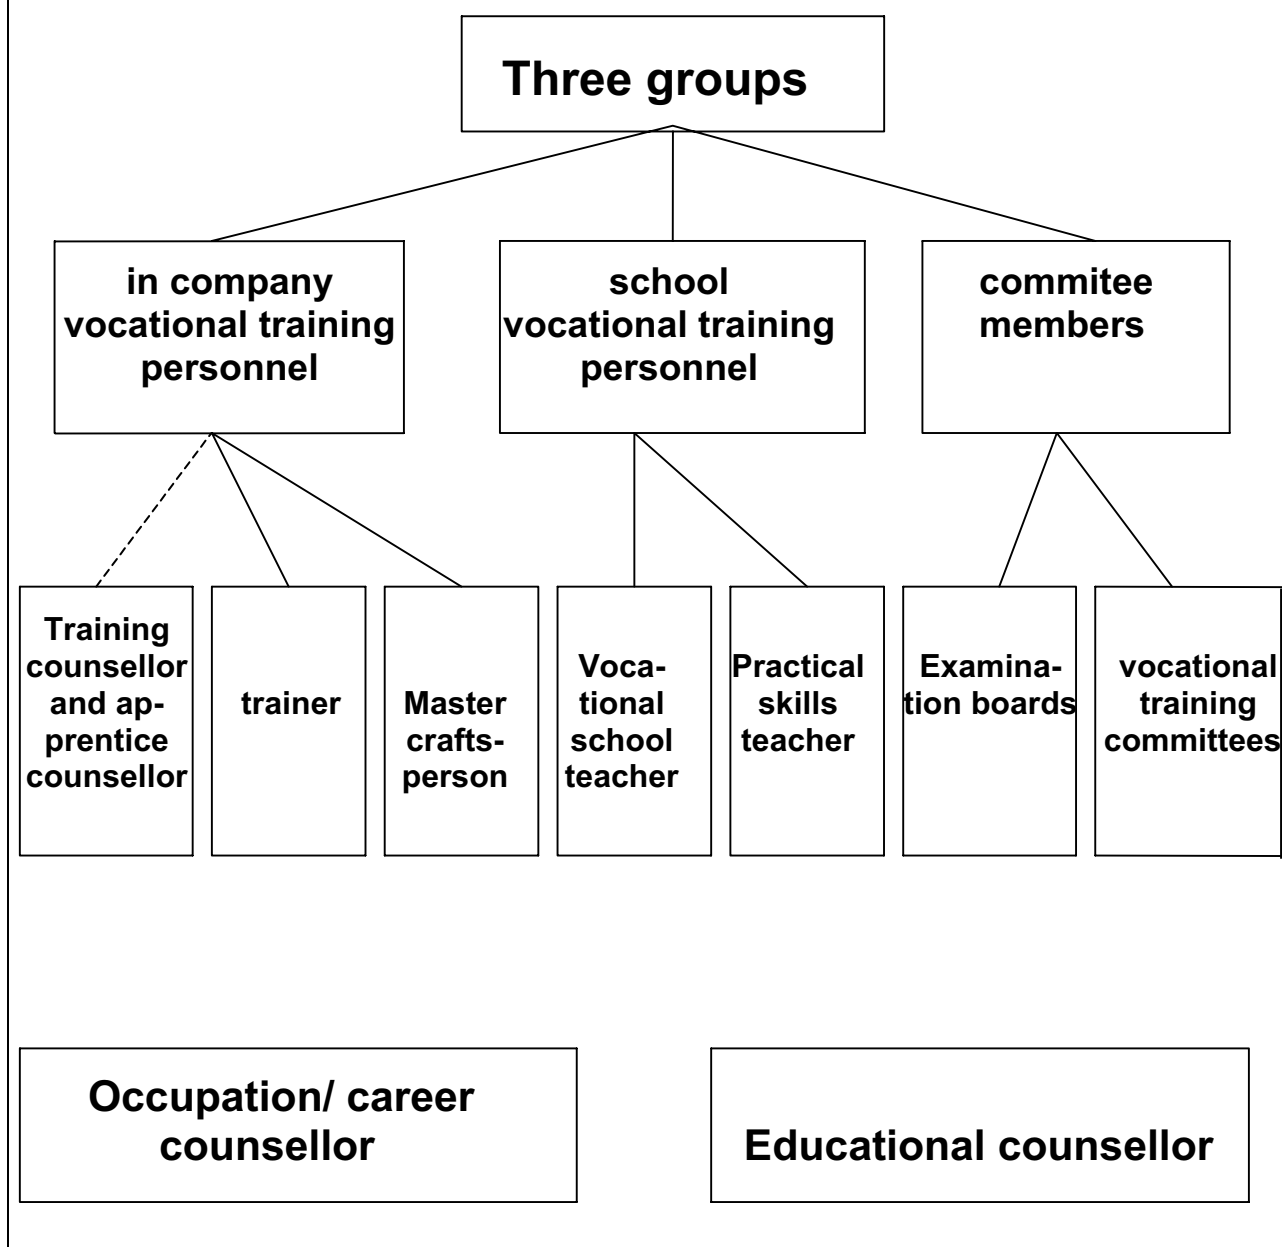 Three groups
in company
vocational training
personnel
school
vocational training
personnel
commitee
members
Training
counsellor
and ap-
prentice
counsellor
trainer
Master
crafts-
person
Voca-
tional
school
teacher
Practical
skills
teacher
Examina-
tion boards
vocational
training
committees
Occupation/ career
counsellor
Educational counsellor